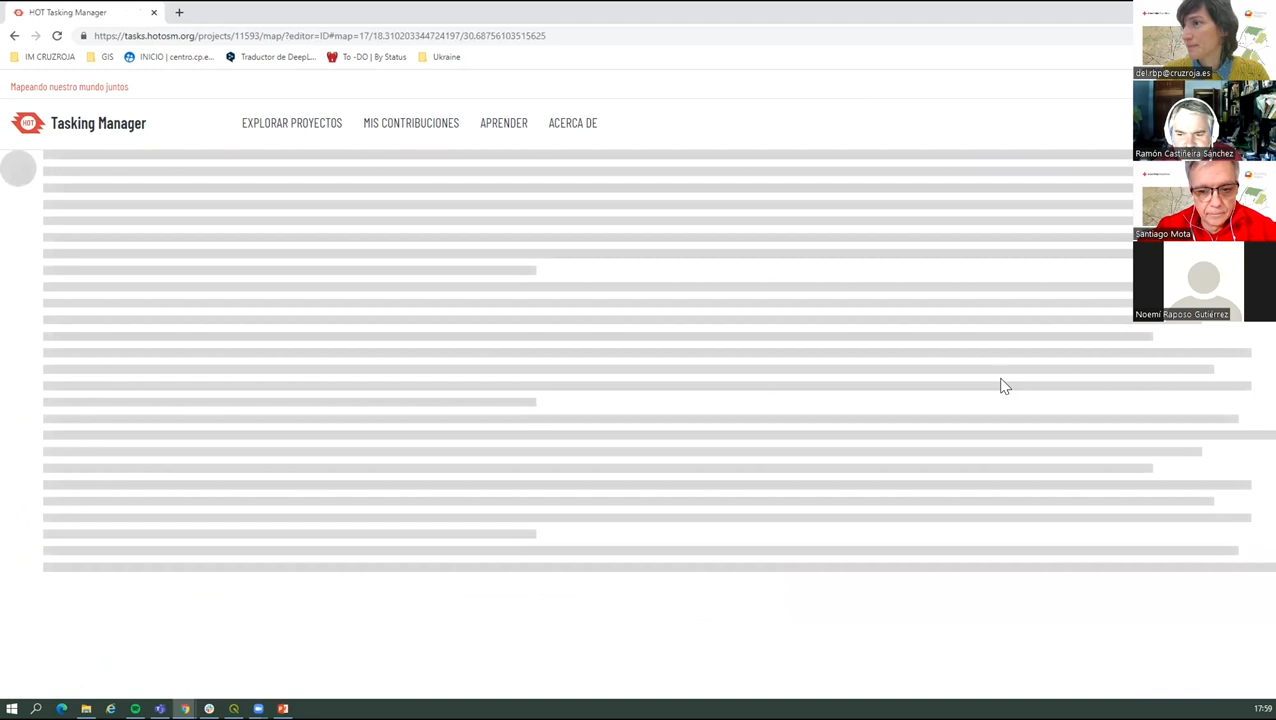 HOT Tasking Manager
https://tasks.hotosm.org/projects/11593/map/?editor=ID#map=17/18.310203344724197/30.68756103515625
IM CRUZROJA GIS INICIO | centro.cp.e... Traductor de DeepL... To -DO | By Status Ukraine
Mapeando nuestro mundo juntos
HOT Tasking Manager EXPLORAR PROYECTOS MIS CONTRIBUCIONES APRENDER ACERCA DE
del.rbp@cruzroja.es
Ramón Castiñeira Sánchez
Santiago Mota
Noemí Raposo Gutiérrez
17:59